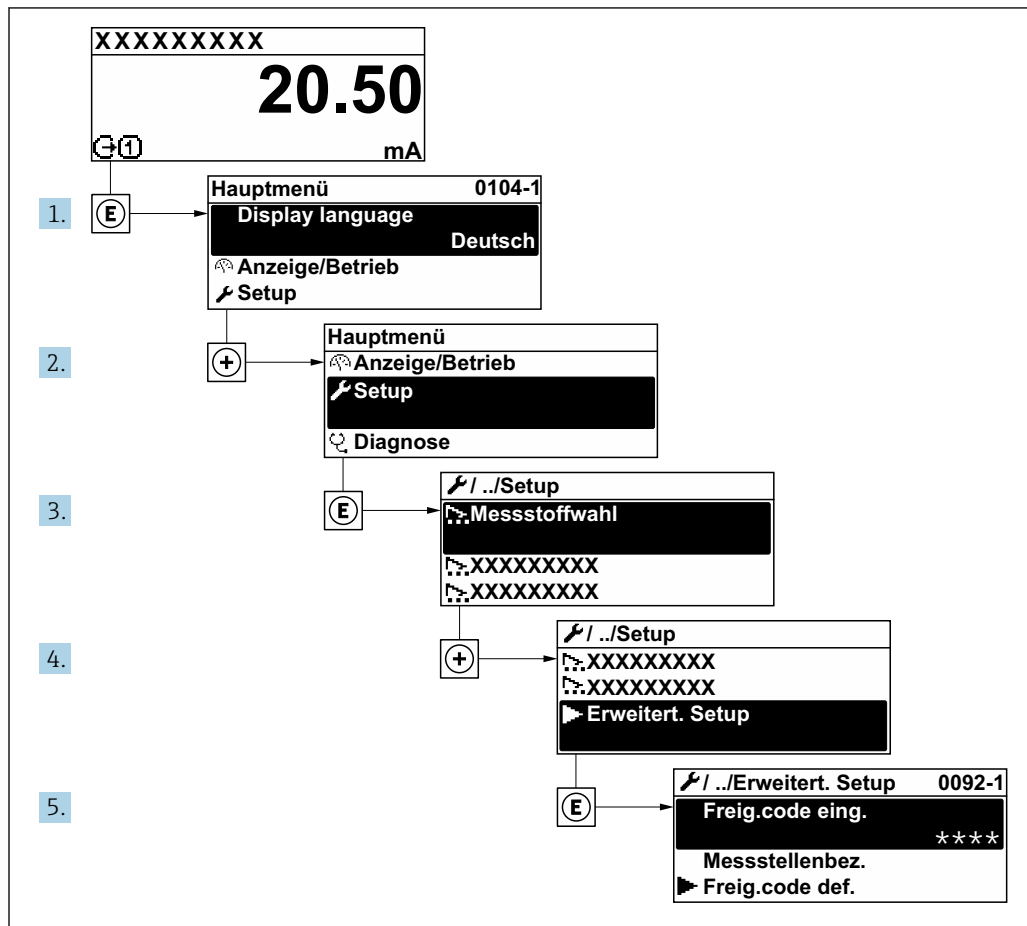 XXXXXXXXX
20.50
1 mA
1. E
Hauptmenü 0104-1
Display language
Deutsch
Anzeige/Betrieb
Setup
2. +
Hauptmenü
Anzeige/Betrieb
Setup
Diagnose
3. E
/ ../Setup
Messstoffwahl
XXXXXXXXX
XXXXXXXXX
4. +
/ ../Setup
XXXXXXXXX
XXXXXXXXX
Erweitert. Setup
5. E
/ ../Erweitert. Setup 0092-1
Freig.code eing.
****
Messstellenbez.
Freig.code def.